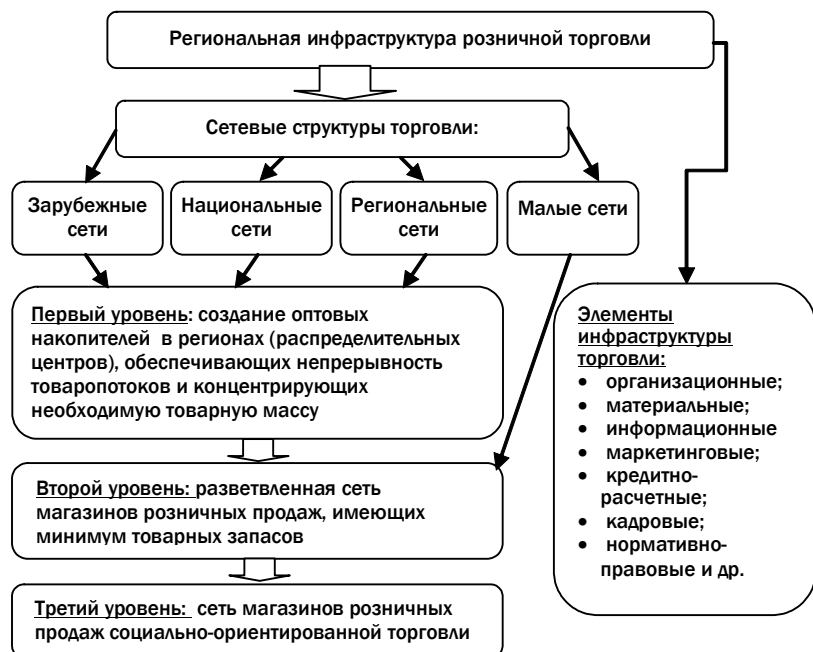 Региональная инфраструктура розничной торговли
Сетевые структуры торговли:
Зарубежные
сети
Национальные
сети
Региональные
сети
Малые сети
Первый уровень: создание оптовых
накопителей в регионах (распределительных
центров), обеспечивающих непрерывность
товаропотоков и концентрирующих
необходимую товарную массу
Второй уровень: разветвленная сеть
магазинов розничных продаж, имеющих
минимум товарных запасов
Третий уровень: сеть магазинов розничных
продаж социально-ориентированной торговли
Элементы
инфраструктуры
торговли:
• организационные;
• материальные;
• информационные
• маркетинговые;
• кредитно-
расчетные;
• кадровые;
• нормативно-
правовые и др.